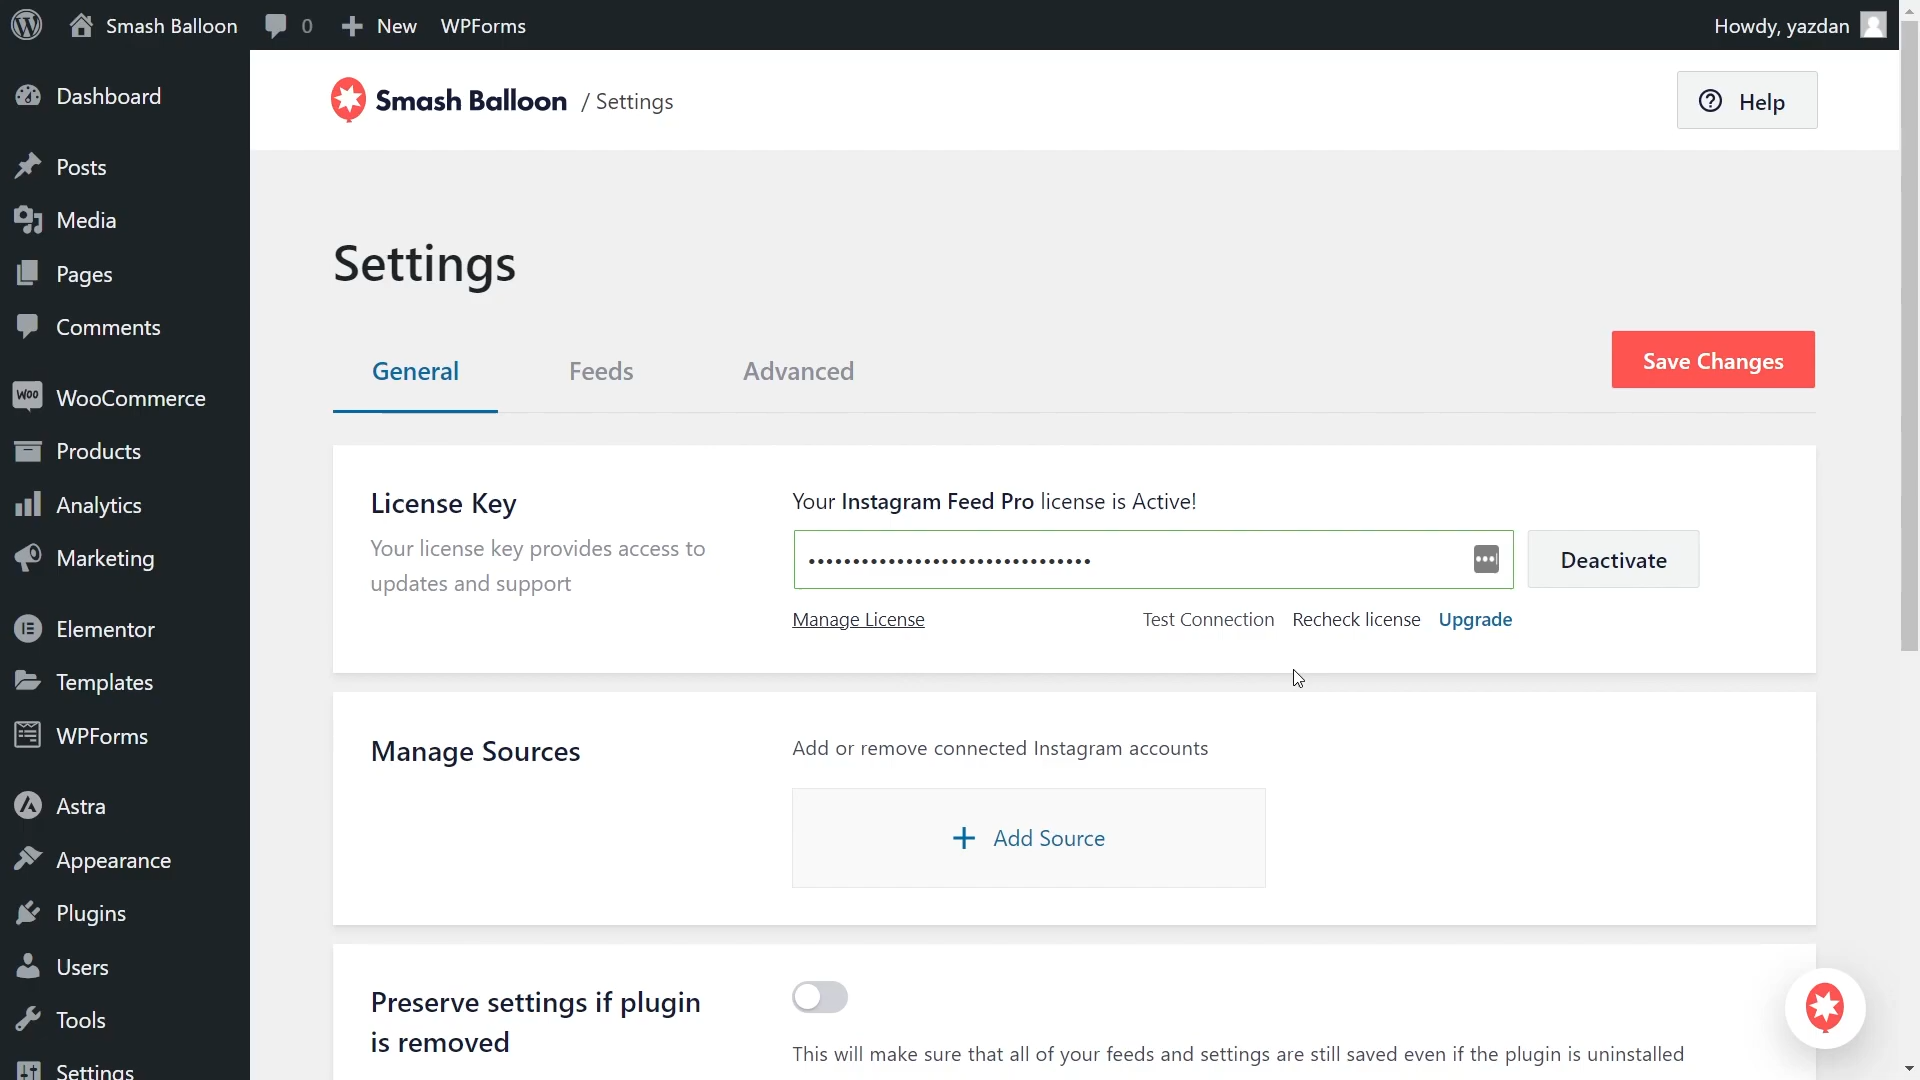 Smash Balloon 0 New WPForms Howdy, yazdan
Dashboard
Posts
Media
Pages
Comments
WOO WooCommerce
Products
Analytics
Marketing
Elementor
Templates
WPForms
Astra
Appearance
Plugins
Users
Tools
Settings
Smash Balloon / Settings
Help
Settings
General Feeds Advanced
Save Changes
License Key
Your license key provides access to
updates and support
Your Instagram Feed Pro license is Active!
••••••••••••••••••••••••••••••••
Deactivate
Manage License Test Connection Recheck license Upgrade
Manage Sources
Add or remove connected Instagram accounts
+ Add Source
Preserve settings if plugin
is removed
This will make sure that all of your feeds and settings are still saved even if the plugin is uninstalled